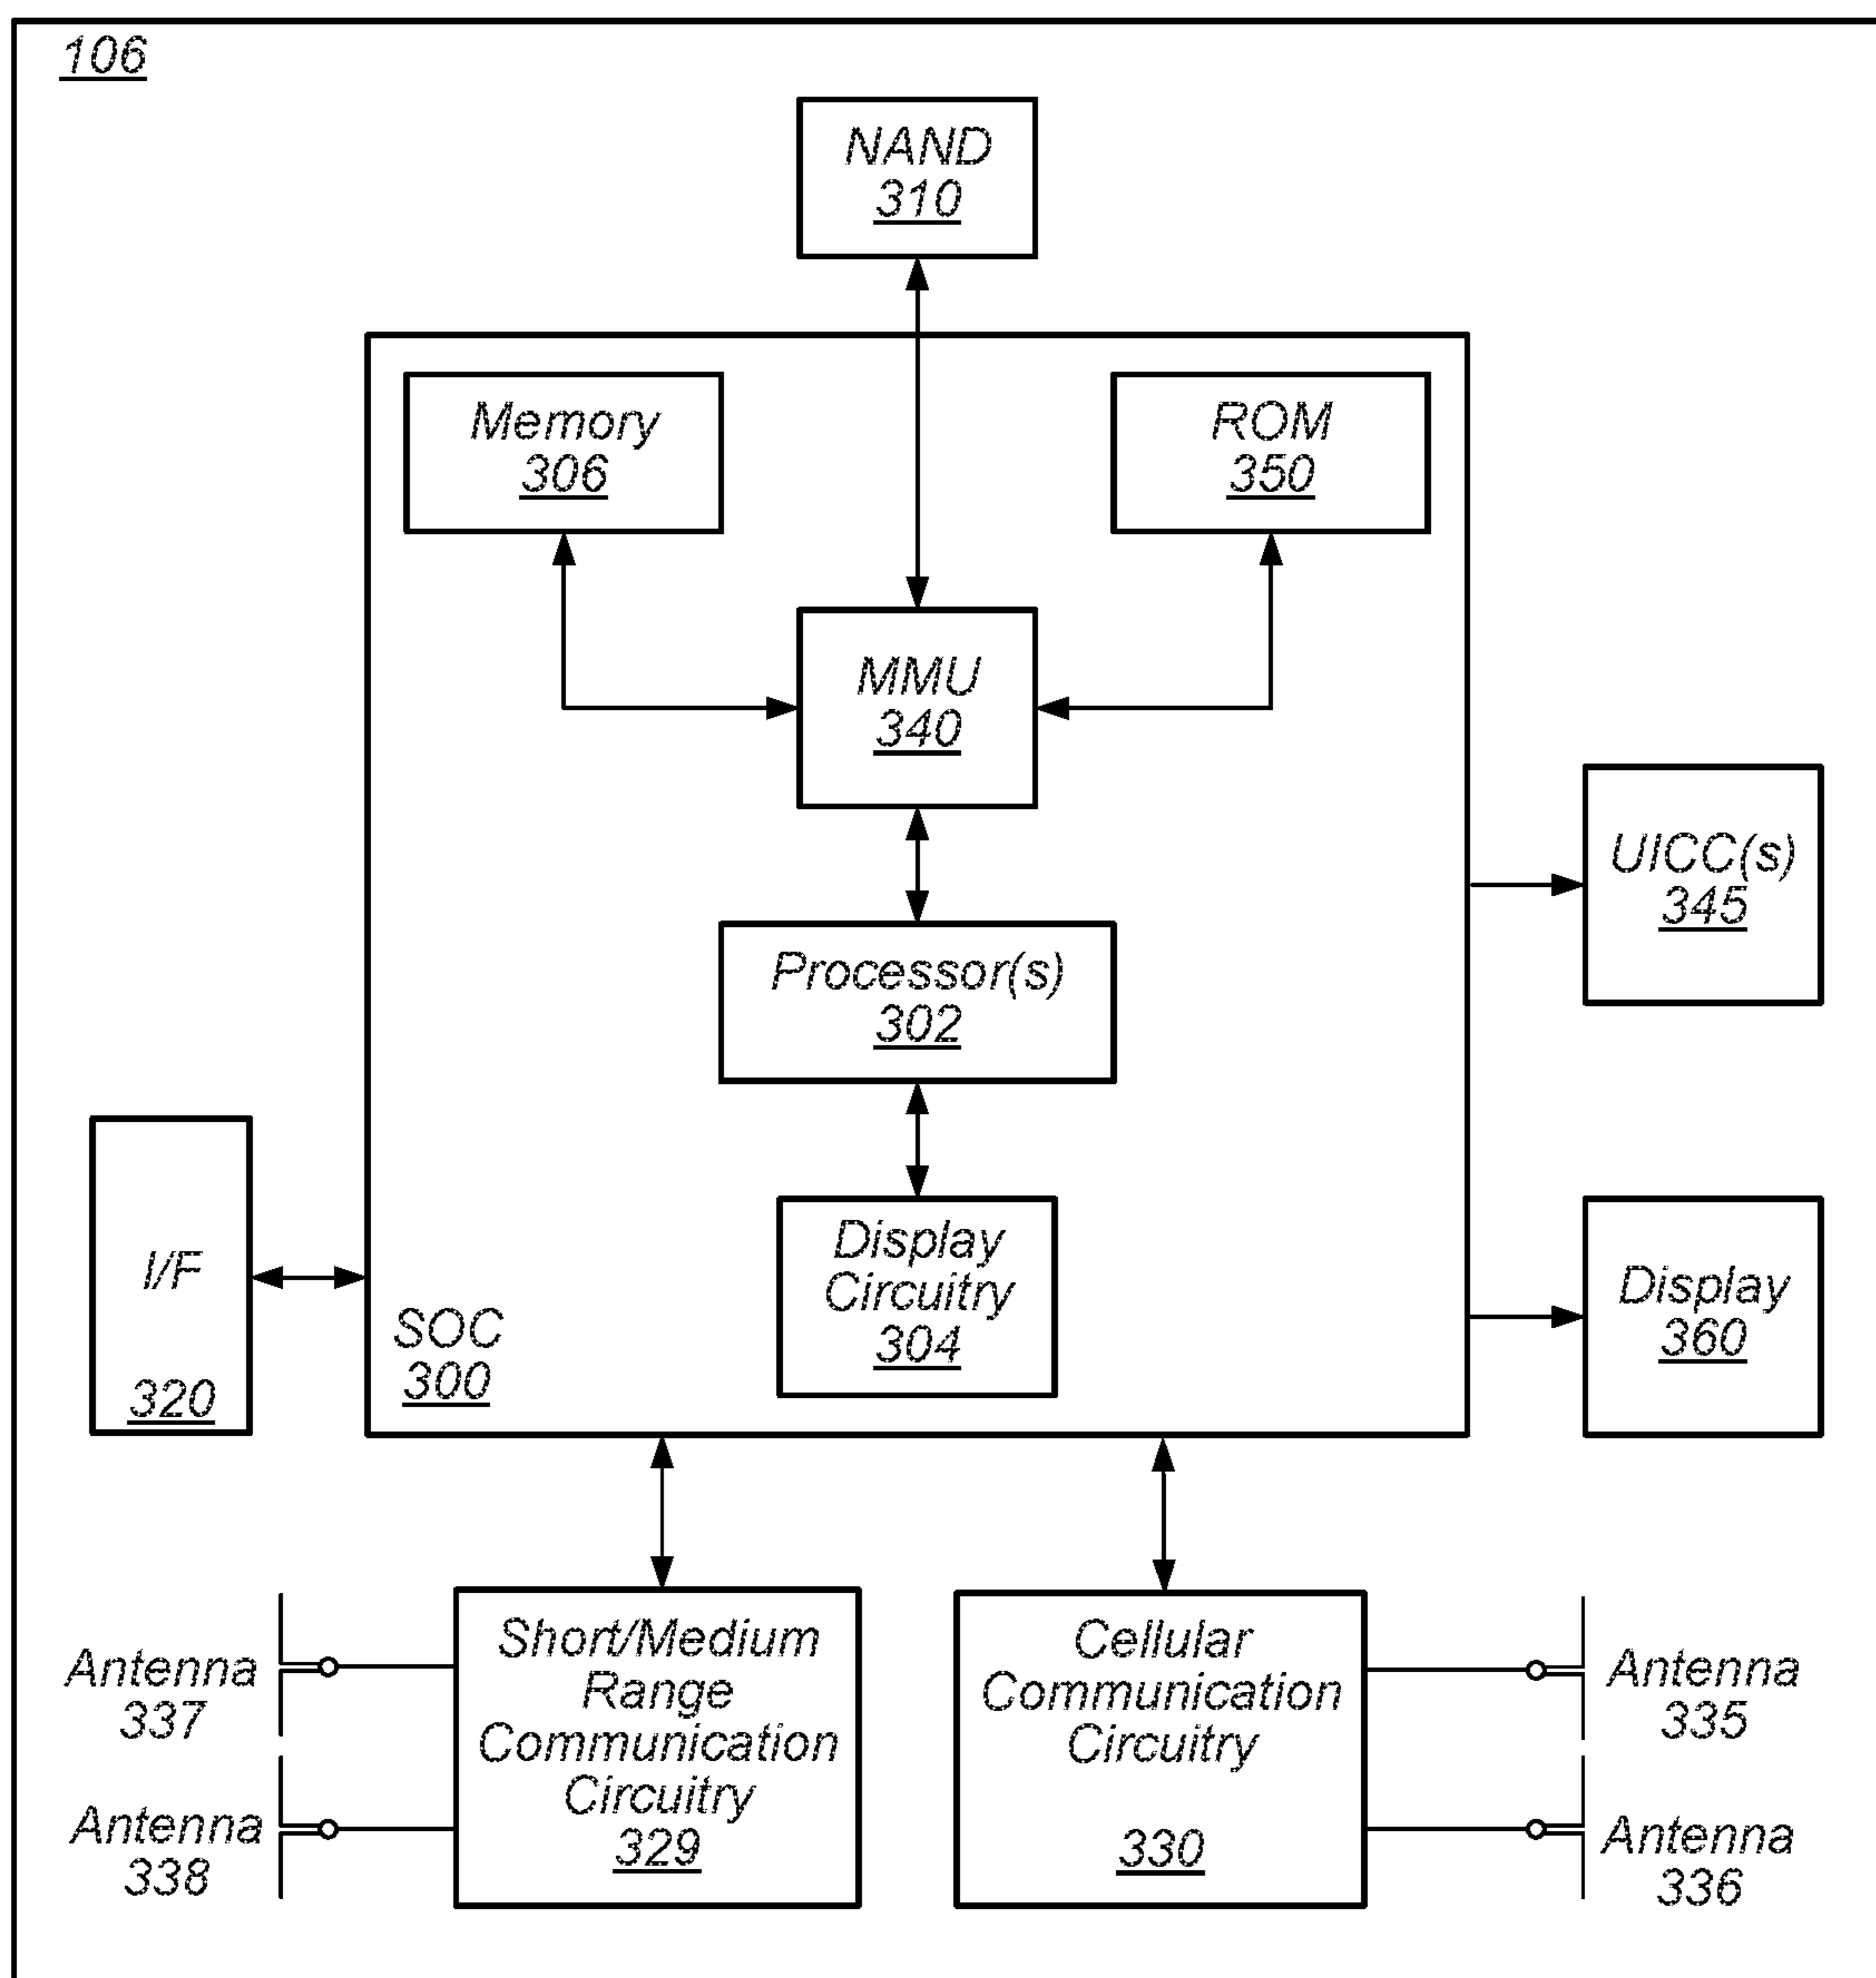 106
NAND
310
Memory
306
ROM
350
MMU
340
UICC(s)
345
Processor(s)
302
I/F
320
Display
Circuitry
304
SOC
300
Display
360
Short/Medium
Range
Communication
Circuitry
329
Cellular
Communication
Circuitry
330
Antenna
337
Antenna
338
Antenna
335
Antenna
336